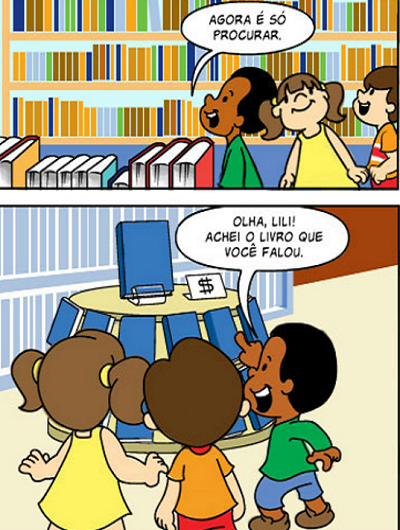 AGORA É SÓ
PROCURAR.
OLHA, LILI!
ACHEI O LIVRO QUE
VOCÊ FALOU.
$